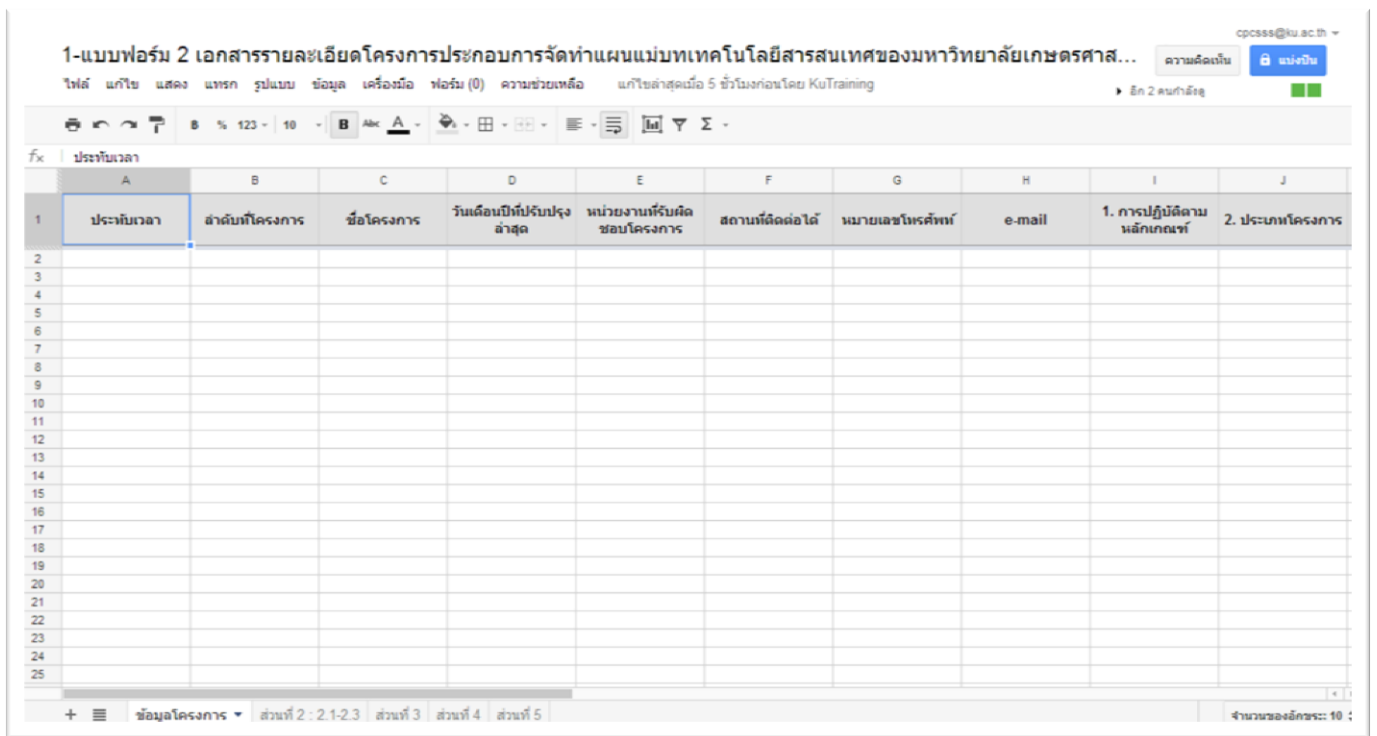 cpcsss@ku.ac.th
1-แบบฟอร์ม 2 เอกสารรายละเอียดโครงการประกอบการจัดทำแผนแม่บทเทคโนโลยีสารสนเทศของมหาวิทยาลัยเกษตรศาส...
ความคิดเห็น
แบ่งปัน
ไฟล์ แก้ไข แสดง แทรก รูปแบบ ข้อมูล เครื่องมือ ฟอร์ม (0) ความช่วยเหลือ แก้ไขล่าสุดเมื่อ 5 ชั่วโมงก่อนโดย KuTraining
อีก 2 คนกำลังดู
฿ % 123 10 B Abc A Σ
fx ประทับเวลา
A B C D E F G H I J
1 ประทับเวลา ลำดับที่โครงการ ชื่อโครงการ วันเดือนปีที่ปรับปรุงล่าสุด หน่วยงานที่รับผิดชอบโครงการ สถานที่ติดต่อได้ หมายเลขโทรศัพท์ e-mail 1. การปฏิบัติตามหลักเกณฑ์ 2. ประเภทโครงการ
2
3
4
5
6
7
8
9
10
11
12
13
14
15
16
17
18
19
20
21
22
23
24
25
+ ข้อมูลโครงการ ส่วนที่ 2 : 2.1-2.3 ส่วนที่ 3 ส่วนที่ 4 ส่วนที่ 5 จำนวนของอักขระ: 10